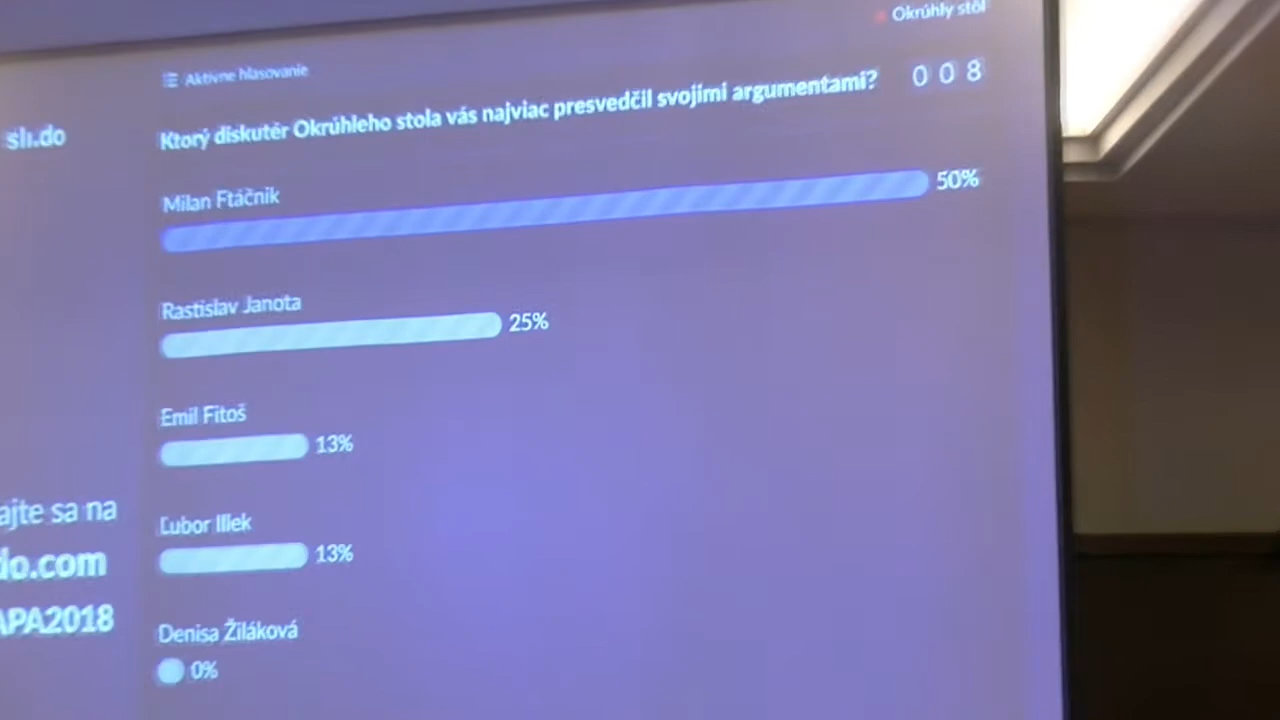 Okrúhly stôl
Aktívne hlasovanie
0 0 8
Ktorý diskutér Okrúhleho stola vás najviac presvedčil svojími argumentami?
sli.do
Milan Ftáčnik
50%
Rastislav Janota
25%
Emil Fitoš
13%
Ľubor Illek
13%
Denisa Žiláková
0%
ajte sa na
do.com
APA2018